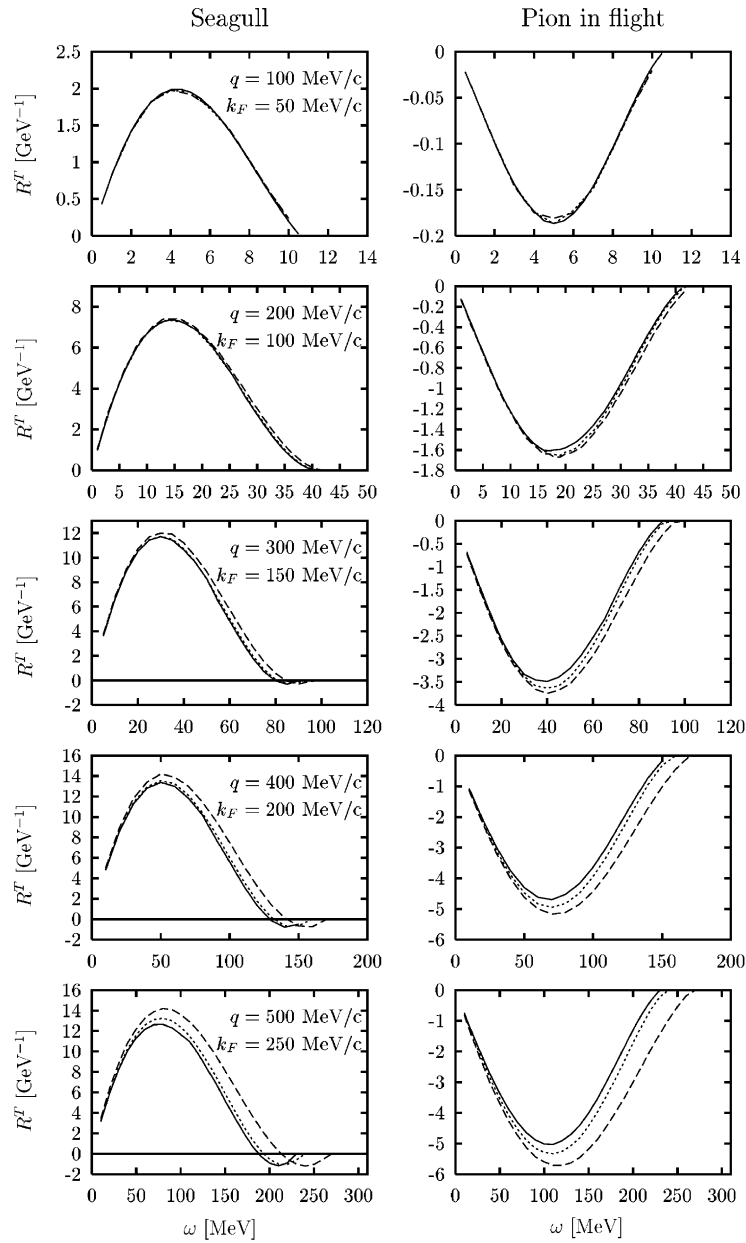 Seagull
Pion in flight
2.5
2
1.5
1
0.5
0
R^T [GeV⁻¹]
q = 100 MeV/c
k_F = 50 MeV/c
0 2 4 6 8 10 12 14
0
-0.05
-0.1
-0.15
-0.2
0 2 4 6 8 10 12 14
8
6
4
2
0
R^T [GeV⁻¹]
q = 200 MeV/c
k_F = 100 MeV/c
0 5 10 15 20 25 30 35 40 45 50
0
-0.2
-0.4
-0.6
-0.8
-1
-1.2
-1.4
-1.6
-1.8
0 5 10 15 20 25 30 35 40 45 50
12
10
8
6
4
2
0
-2
R^T [GeV⁻¹]
q = 300 MeV/c
k_F = 150 MeV/c
0 20 40 60 80 100 120
0
-0.5
-1
-1.5
-2
-2.5
-3
-3.5
-4
0 20 40 60 80 100 120
16
14
12
10
8
6
4
2
0
-2
R^T [GeV⁻¹]
q = 400 MeV/c
k_F = 200 MeV/c
0 50 100 150 200
0
-1
-2
-3
-4
-5
-6
0 50 100 150 200
16
14
12
10
8
6
4
2
0
-2
R^T [GeV⁻¹]
q = 500 MeV/c
k_F = 250 MeV/c
0 50 100 150 200 250 300
ω [MeV]
0
-1
-2
-3
-4
-5
-6
0 50 100 150 200 250 300
ω [MeV]